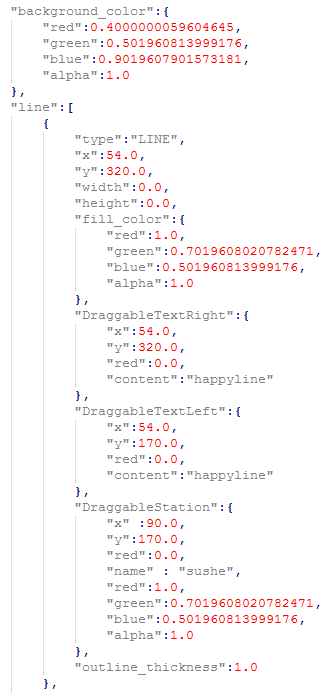 "background_color":{
"red":0.4000000059604645,
"green":0.501960813999176,
"blue":0.9019607901573181,
"alpha":1.0
},
"line":[
{
"type":"LINE",
"x":54.0,
"y":320.0,
"width":0.0,
"height":0.0,
"fill_color":{
"red":1.0,
"green":0.7019608020782471,
"blue":0.501960813999176,
"alpha":1.0
},
"DraggableTextRight":{
"x":54.0,
"y":320.0,
"red":0.0,
"content":"happyline"
},
"DraggableTextLeft":{
"x":54.0,
"y":170.0,
"red":0.0,
"content":"happyline"
},
"DraggableStation":{
"x" :90.0,
"y":170.0,
"red":0.0,
"name" : "sushe",
"red":1.0,
"green":0.7019608020782471,
"blue":0.501960813999176,
"alpha":1.0
},
"outline_thickness":1.0
},